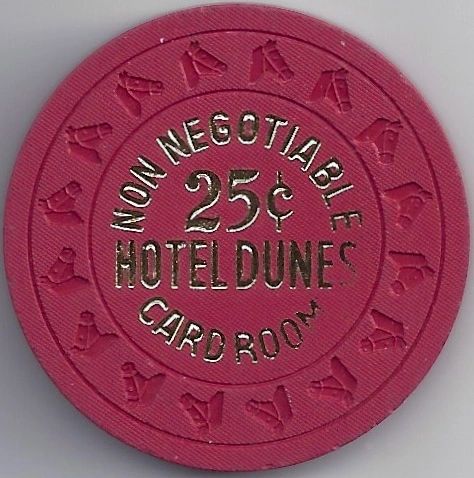 NON NEGOTIABLE
25¢
HOTEL DUNES
CARD ROOM